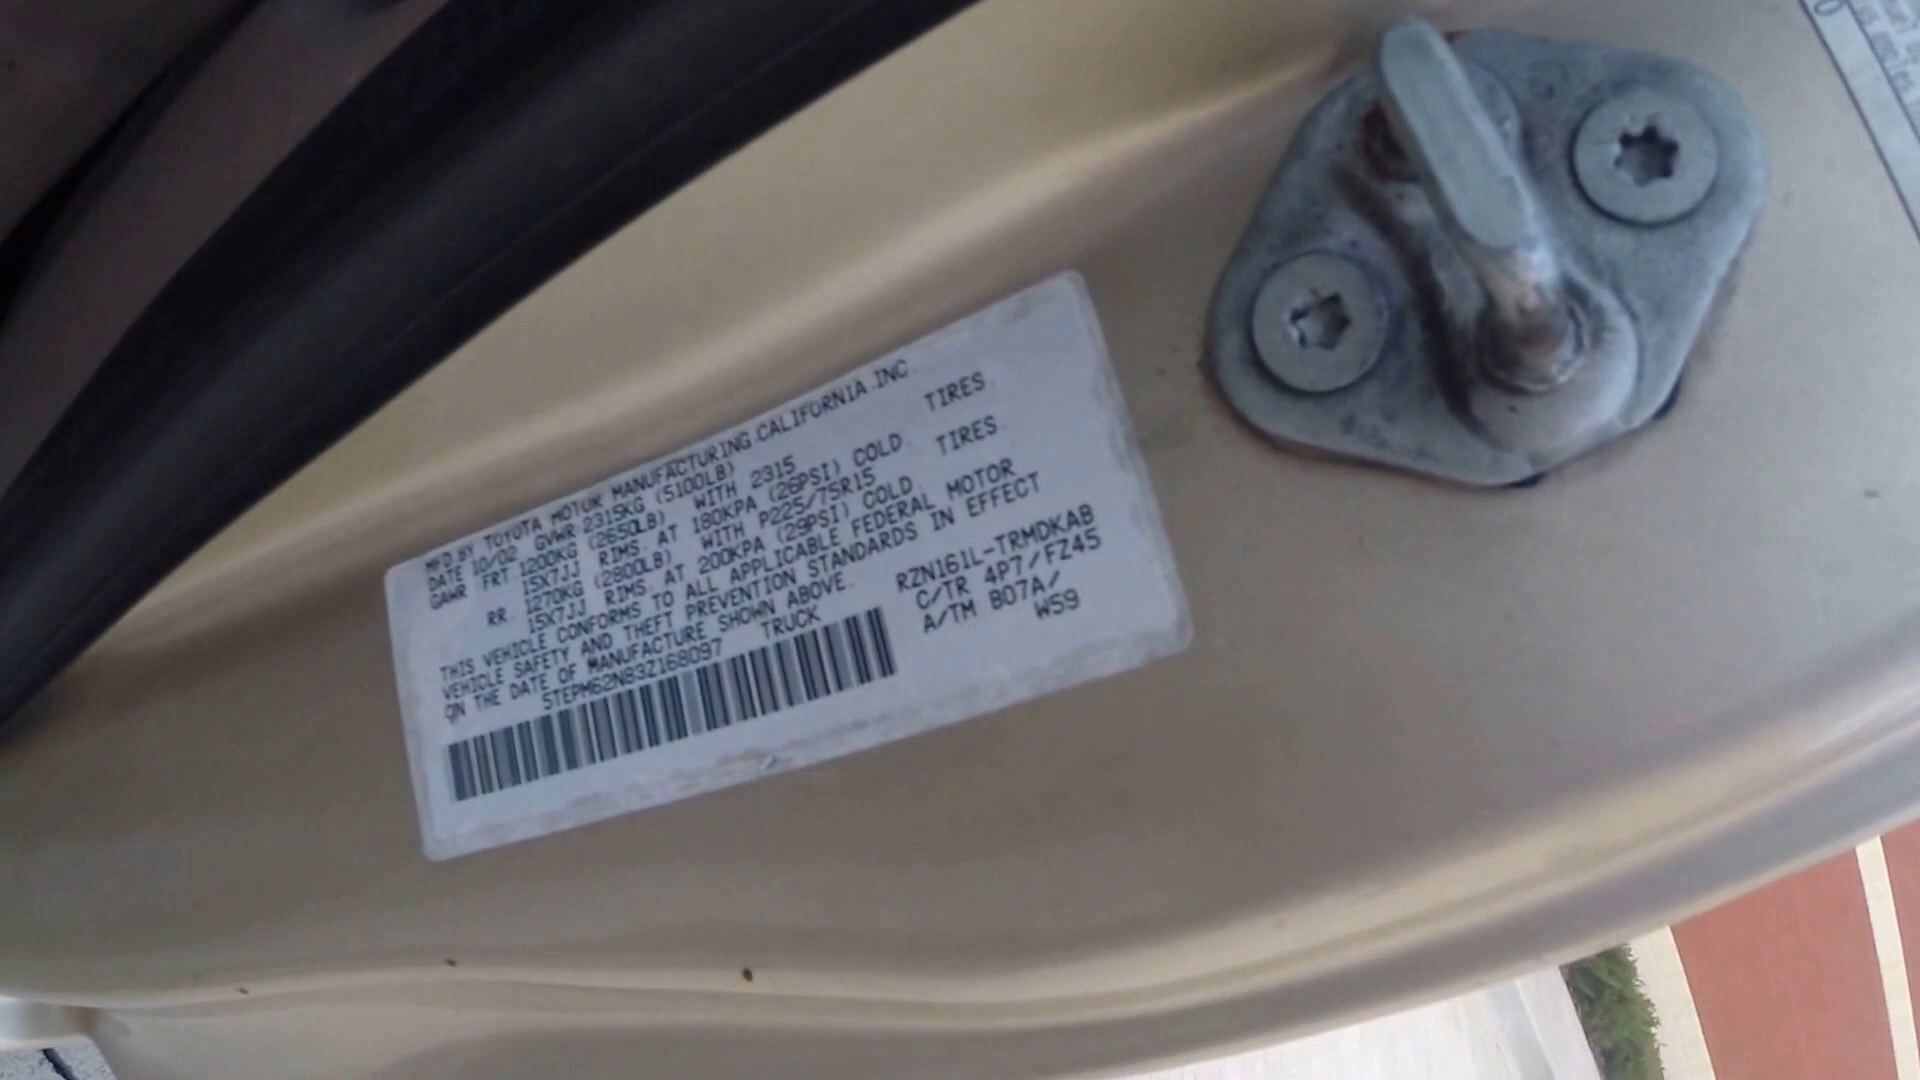 MFD BY TOYOTA MOTOR MANUFACTURING CALIFORNIA.INC.
DATE 10/02 GVWR 2315KG (5100LB)
GAWR FRT 1200KG (2650LB) WITH 2315 TIRES.
15X7JJ RIMS. AT 180KPA (26PSI) COLD.
RR. 1270KG (2800LB) WITH P225/75R15 TIRES.
15X7JJ RIMS. AT 200KPA (29PSI) COLD.
THIS VEHICLE CONFORMS TO ALL APPLICABLE FEDERAL MOTOR
VEHICLE SAFETY AND THEFT PREVENTION STANDARDS IN EFFECT
ON THE DATE OF MANUFACTURE SHOWN ABOVE.
5TEPM62N83Z168097 TRUCK
RZN161L-TRMDKAB
C/TR 4P7/FZ45
A/TM B07A/
W59